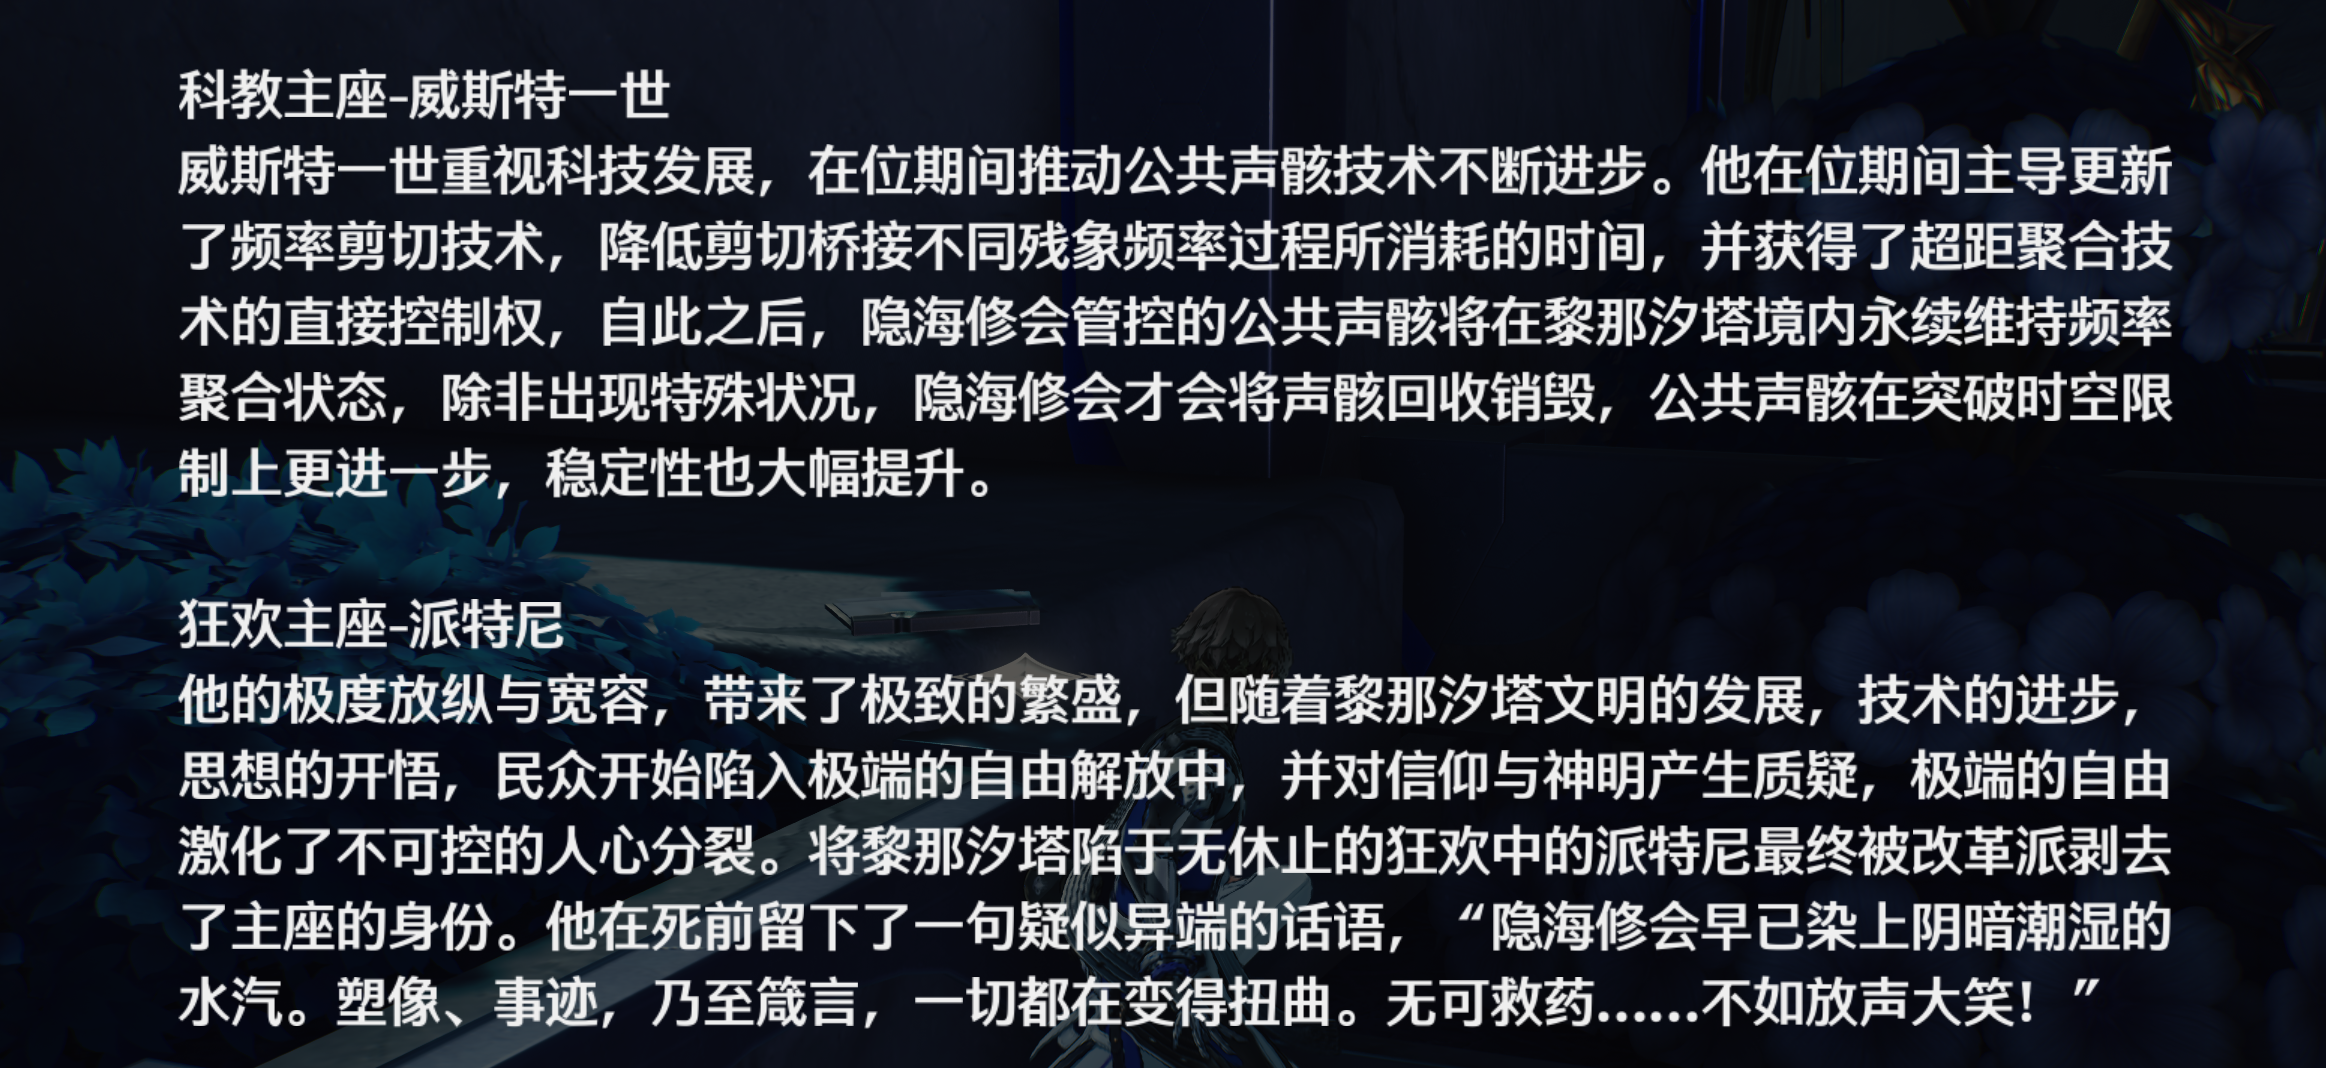 科教主座-威斯特一世
威斯特一世重视科技发展，在位期间推动公共声骸技术不断进步。他在位期间主导更新
了频率剪切技术，降低剪切桥接不同残象频率过程所消耗的时间，并获得了超距聚合技
术的直接控制权，自此之后，隐海修会管控的公共声骸将在黎那汐塔境内永续维持频率
聚合状态，除非出现特殊状况，隐海修会才会将声骸回收销毁，公共声骸在突破时空限
制上更进一步，稳定性也大幅提升。
狂欢主座-派特尼
他的极度放纵与宽容，带来了极致的繁盛，但随着黎那汐塔文明的发展，技术的进步，
思想的开悟，民众开始陷入极端的自由解放中，并对信仰与神明产生质疑，极端的自由
激化了不可控的人心分裂。将黎那汐塔陷于无休止的狂欢中的派特尼最终被改革派剥去
了主座的身份。他在死前留下了一句疑似异端的话语，“隐海修会早已染上阴暗潮湿的
水汽。塑像、事迹，乃至箴言，一切都在变得扭曲。无可救药……不如放声大笑！”